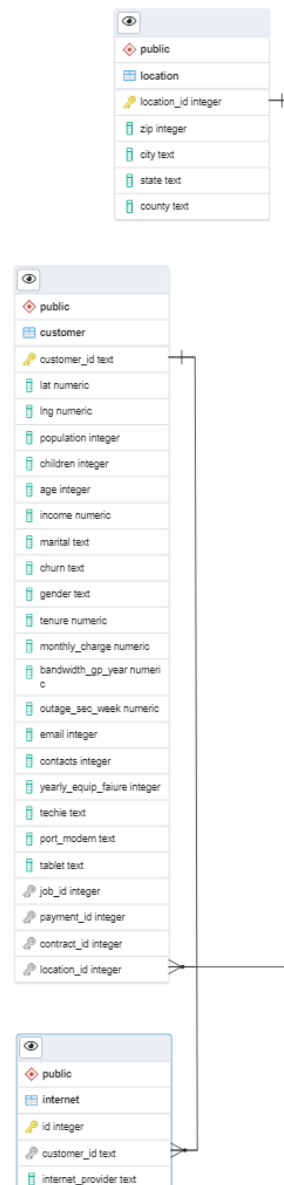 public
location
location_id integer
zip integer
city text
state text
county text
public
customer
customer_id text
lat numeric
lng numeric
population integer
children integer
age integer
income numeric
marital text
churn text
gender text
tenure numeric
monthly_charge numeric
bandwidth_gp_year numeri
c
outage_sec_week numeric
email integer
contacts integer
yearly_equip_faiure integer
techie text
port_modem text
tablet text
job_id integer
payment_id integer
contract_id integer
location_id integer
public
internet
id integer
customer_id text
internet_provider text